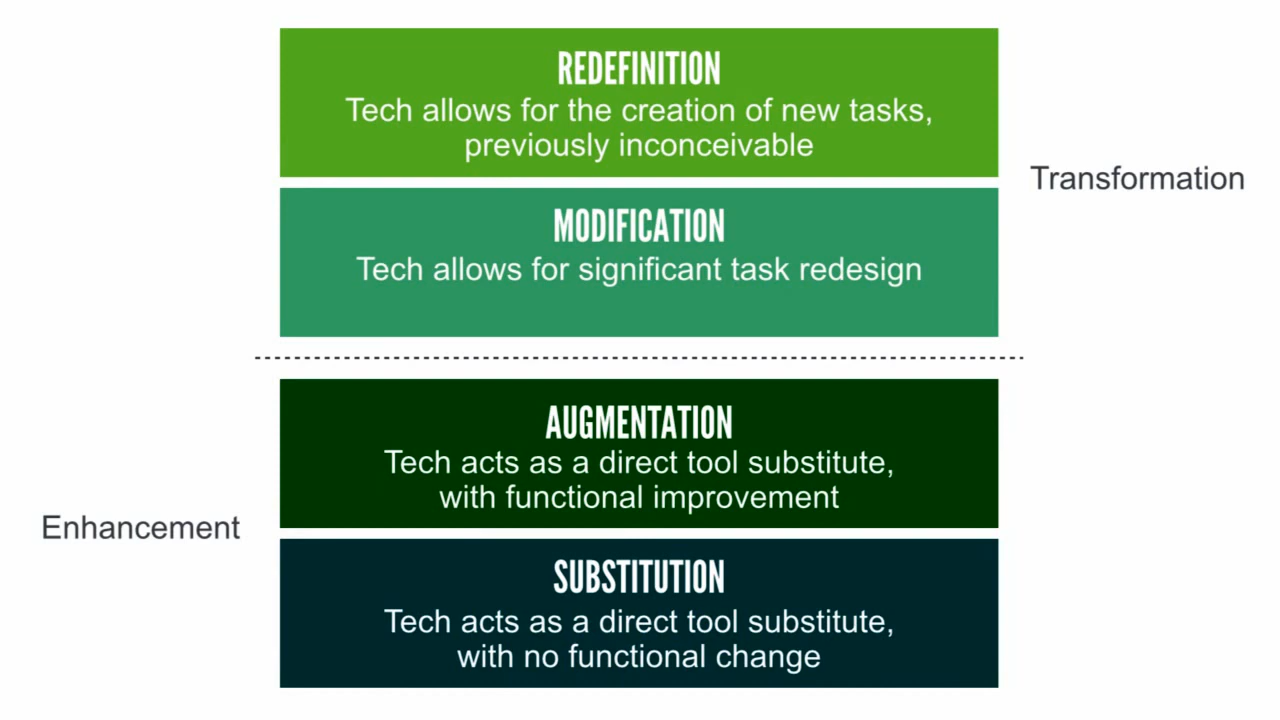 REDEFINITION
Tech allows for the creation of new tasks,
previously inconceivable
Transformation
MODIFICATION
Tech allows for significant task redesign
AUGMENTATION
Tech acts as a direct tool substitute,
with functional improvement
Enhancement
SUBSTITUTION
Tech acts as a direct tool substitute,
with no functional change